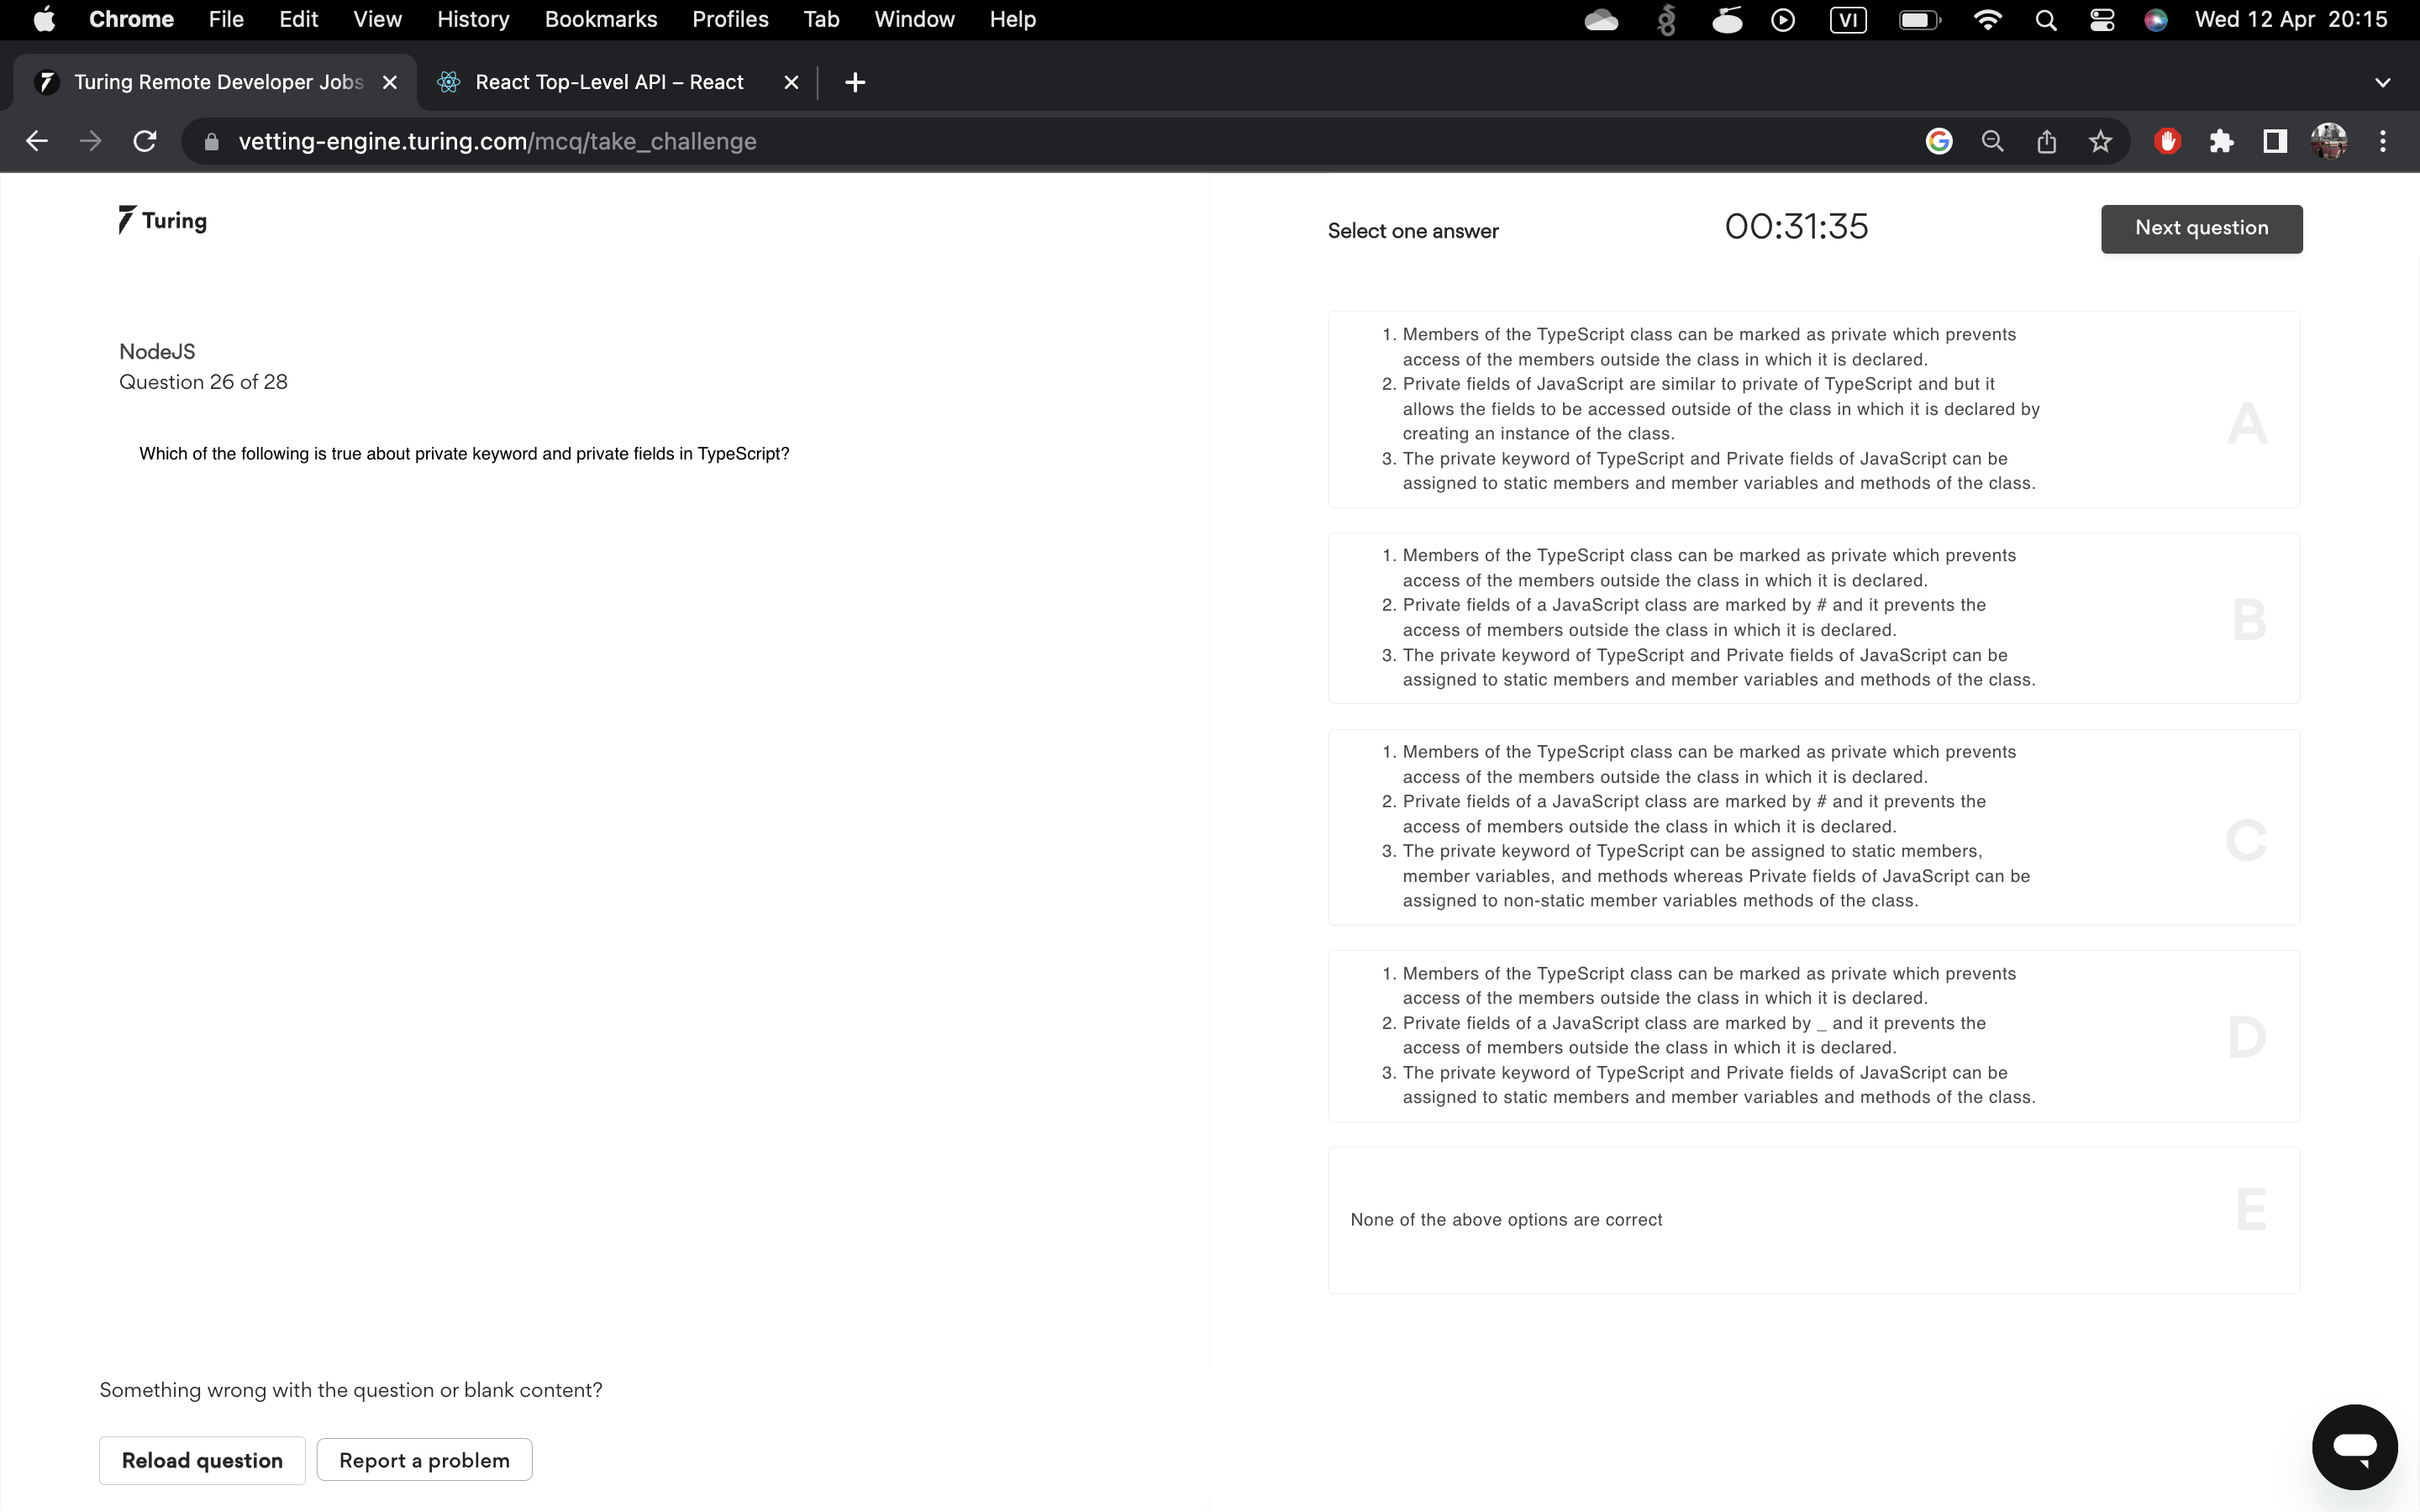 Chrome File Edit View History Bookmarks Profiles Tab Window Help VI Wed 12 Apr 20:15
Turing Remote Developer Jobs React Top-Level API – React
vetting-engine.turing.com/mcq/take_challenge
Turing
Select one answer
00:31:35
Next question
NodeJS
Question 26 of 28
Which of the following is true about private keyword and private fields in TypeScript?
1. Members of the TypeScript class can be marked as private which prevents
access of the members outside the class in which it is declared.
2. Private fields of JavaScript are similar to private of TypeScript and but it
allows the fields to be accessed outside of the class in which it is declared by
creating an instance of the class.
3. The private keyword of TypeScript and Private fields of JavaScript can be
assigned to static members and member variables and methods of the class.
A
1. Members of the TypeScript class can be marked as private which prevents
access of the members outside the class in which it is declared.
2. Private fields of a JavaScript class are marked by # and it prevents the
access of members outside the class in which it is declared.
3. The private keyword of TypeScript and Private fields of JavaScript can be
assigned to static members and member variables and methods of the class.
B
1. Members of the TypeScript class can be marked as private which prevents
access of the members outside the class in which it is declared.
2. Private fields of a JavaScript class are marked by # and it prevents the
access of members outside the class in which it is declared.
3. The private keyword of TypeScript can be assigned to static members,
member variables, and methods whereas Private fields of JavaScript can be
assigned to non-static member variables methods of the class.
C
1. Members of the TypeScript class can be marked as private which prevents
access of the members outside the class in which it is declared.
2. Private fields of a JavaScript class are marked by _ and it prevents the
access of members outside the class in which it is declared.
3. The private keyword of TypeScript and Private fields of JavaScript can be
assigned to static members and member variables and methods of the class.
D
None of the above options are correct
E
Something wrong with the question or blank content?
Reload question
Report a problem